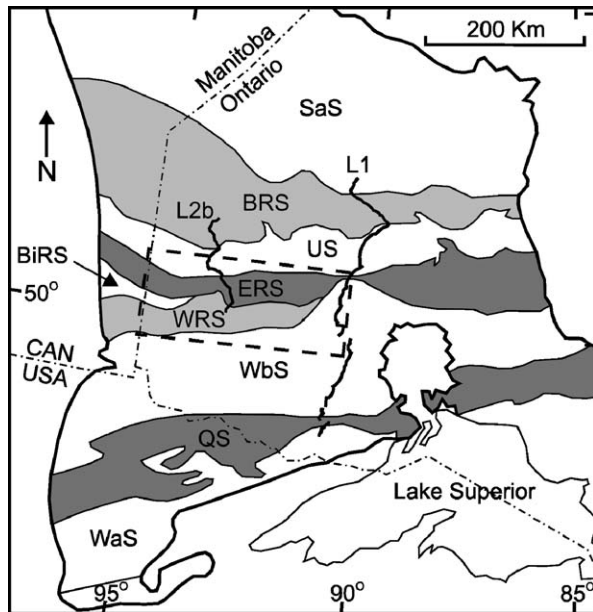 200 Km
Manitoba
Ontario
SaS
N
L1
L2b
BRS
US
BiRS
ERS
50°
WRS
CAN
USA
WbS
QS
Lake Superior
WaS
95°
90°
85°